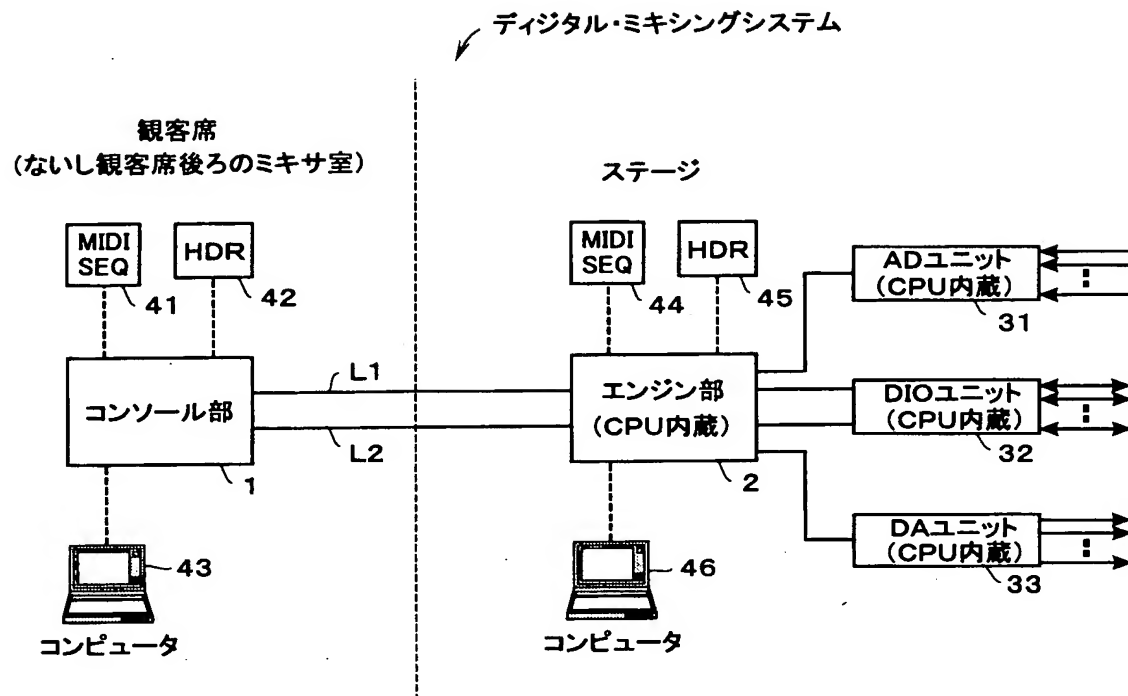 ディジタル・ミキシングシステム
観客席
(ないし観客席後ろのミキサ室)
ステージ
MIDI
SEQ
41
HDR
42
MIDI
SEQ
44
HDR
45
ADユニット
(CPU内蔵)
31
コンソール部
1
L1
L2
エンジン部
(CPU内蔵)
2
DIOユニット
(CPU内蔵)
32
DAユニット
(CPU内蔵)
33
43
コンピュータ
46
コンピュータ